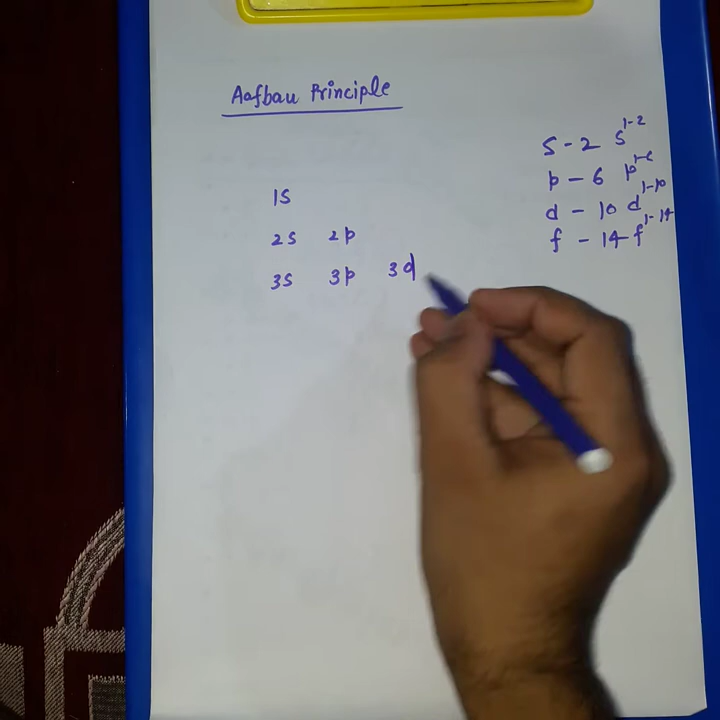 Aafbau Principle
S - 2 S¹⁻²
p - 6 p¹⁻⁶
d - 10 d¹⁻¹⁰
f - 14 f¹⁻¹⁴
1S
2S 2p
3S 3p 3d